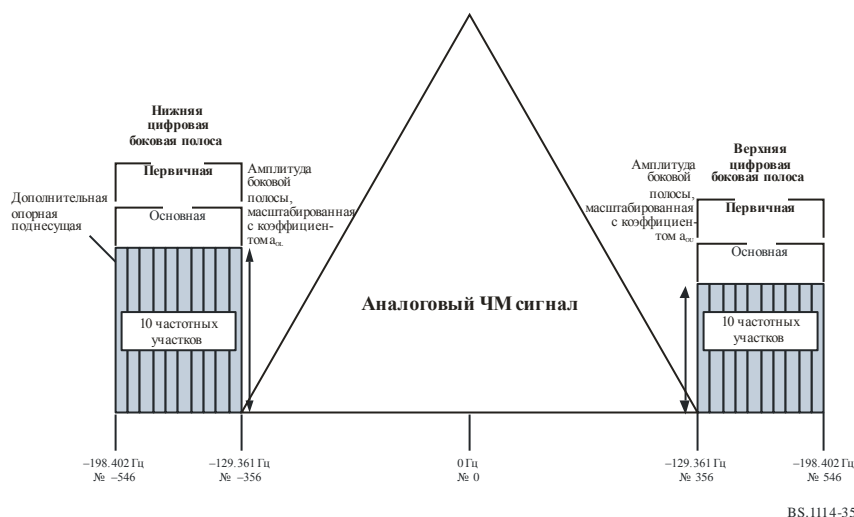 Нижняя
цифровая
боковая полоса
Первичная
Основная
Дополнительная
опорная
поднесущая
10 частотных
участков
Амплитуда
боковой
полосы,
масштабированная
с коэффициен-
том a0L
Аналоговый ЧМ сигнал
Амплитуда
боковой
полосы,
масштабированная
с коэффициен-
том a0U
Верхняя
цифровая
боковая полоса
Первичная
Основная
10 частотных
участков
–198.402 Гц
№ –546
–129.361 Гц
№ –356
0 Гц
№ 0
–129.361 Гц
№ 356
–198.402 Гц
№ 546
BS.1114-35